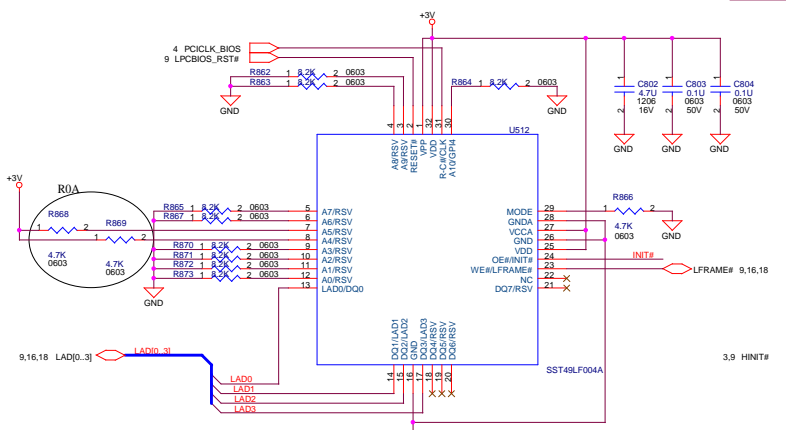 +3V
4 PCICLK_BIOS
9 LPCBIOS_RST#
R862 1 8.2K 2 0603
R863 1 8.2K 2 0603
R864 1 8.2K 2 0603
GND
GND
C802
4.7U
1206
16V
C803
0.1U
0603
50V
C804
0.1U
0603
50V
1
2
1
2
1
2
GND
GND
GND
U512
4
3
2
1
32
31
30
A8/RSV
A9/RSV
RESET#
VPP
VDD
R-C#/CLK
A10/GPI4
+3V
R0A
R868
1 2
4.7K
0603
R869
1 2
4.7K
0603
R865 1 8.2K 2 0603
R867 1 8.2K 2 0603
R870 1 8.2K 2 0603
R871 1 8.2K 2 0603
R872 1 8.2K 2 0603
R873 1 8.2K 2 0603
GND
5 A7/RSV
6 A6/RSV
7 A5/RSV
8 A4/RSV
9 A3/RSV
10 A2/RSV
11 A1/RSV
12 A0/RSV
13 LAD0/DQ0
MODE 29
GNDA 28
VCCA 27
GND 26
VDD 25
OE#/INIT# 24
WE#/LFRAME# 23
NC 22
DQ7/RSV 21
R866
1 2
4.7K
0603
GND
INIT#
LFRAME# 9,16,18
DQ1/LAD1
DQ2/LAD2
GND
DQ3/LAD3
DQ4/RSV
DQ5/RSV
DQ6/RSV
14
15
16
17
18
19
20
SST49LF004A
9,16,18 LAD[0..3]
LAD[0..3]
LAD0
LAD1
LAD2
LAD3
3,9 HINIT#